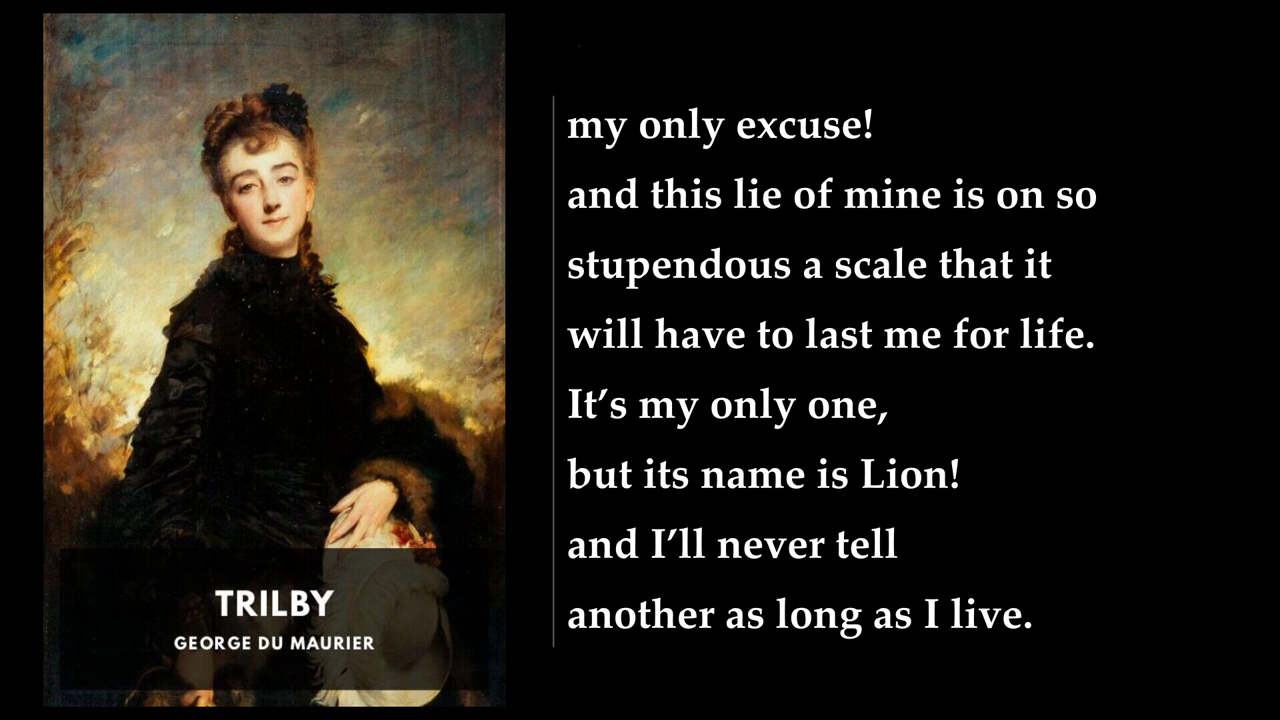 TRILBY
GEORGE DU MAURIER
my only excuse!
and this lie of mine is on so
stupendous a scale that it
will have to last me for life.
It’s my only one,
but its name is Lion!
and I’ll never tell
another as long as I live.